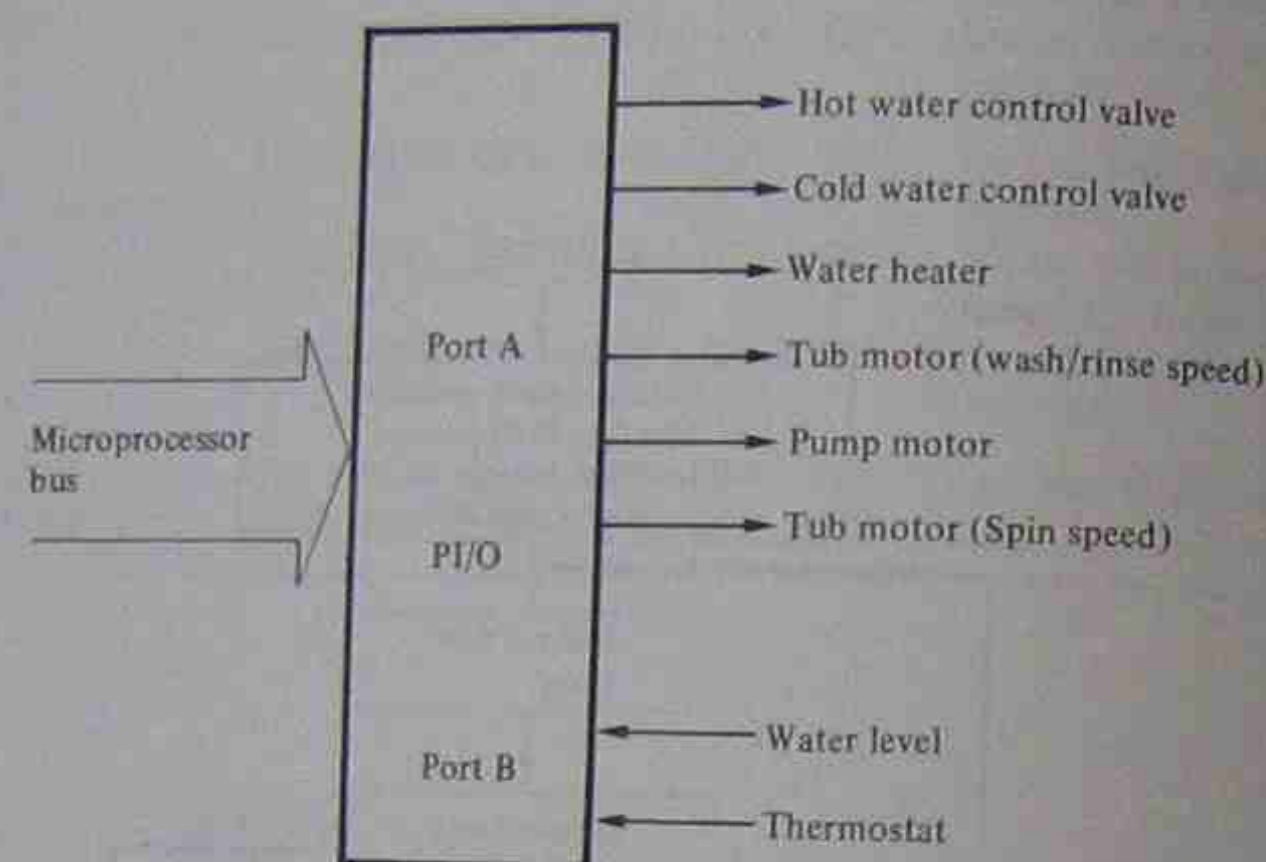 Hot water control valve
Cold water control valve
Water heater
Port A
Tub motor (wash/rinse speed)
Microprocessor
bus
Pump motor
Tub motor (Spin speed)
PI/O
Water level
Port B
Thermostat